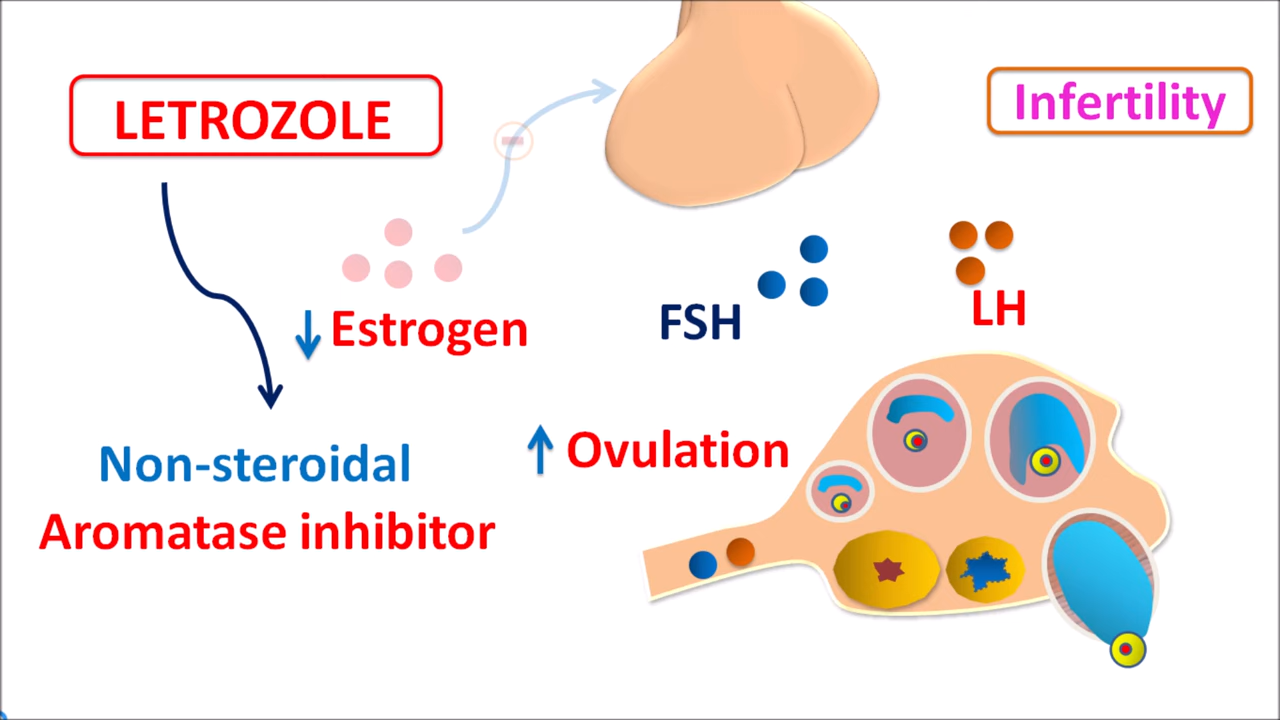 LETROZOLE
Infertility
Estrogen
FSH
LH
Ovulation
Non-steroidal
Aromatase inhibitor